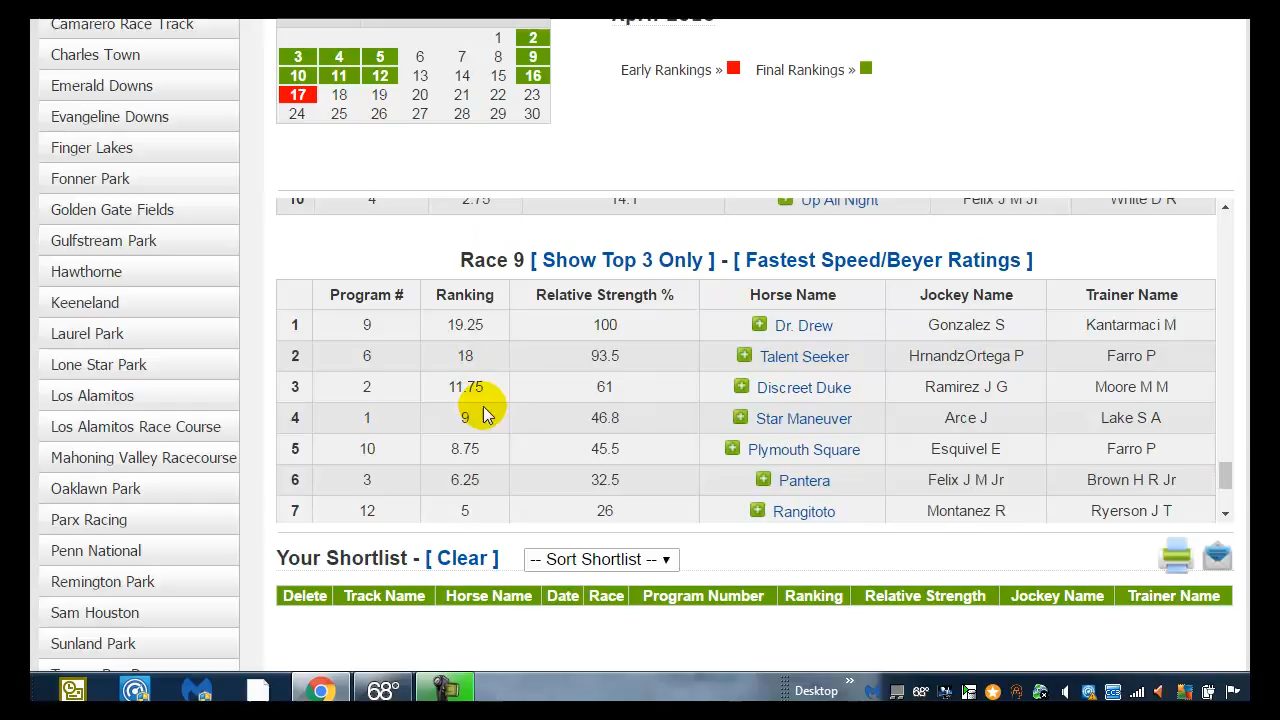 Camarero Race Track
Charles Town
Emerald Downs
Evangeline Downs
Finger Lakes
Fonner Park
Golden Gate Fields
Gulfstream Park
Hawthorne
Keeneland
Laurel Park
Lone Star Park
Los Alamitos
Los Alamitos Race Course
Mahoning Valley Racecourse
Oaklawn Park
Parx Racing
Penn National
Remington Park
Sam Houston
Sunland Park
1 2
3 4 5 6 7 8 9
10 11 12 13 14 15 16
17 18 19 20 21 22 23
24 25 26 27 28 29 30
Early Rankings » Final Rankings »
10 4 2.75 14.1 Up All Night Felix J M Jr White D R
Race 9 [ Show Top 3 Only ] - [ Fastest Speed/Beyer Ratings ]
Program # Ranking Relative Strength % Horse Name Jockey Name Trainer Name
1 9 19.25 100 Dr. Drew Gonzalez S Kantarmaci M
2 6 18 93.5 Talent Seeker HrnandzOrtega P Farro P
3 2 11.75 61 Discreet Duke Ramirez J G Moore M M
4 1 9 46.8 Star Maneuver Arce J Lake S A
5 10 8.75 45.5 Plymouth Square Esquivel E Farro P
6 3 6.25 32.5 Pantera Felix J M Jr Brown H R Jr
7 12 5 26 Rangitoto Montanez R Ryerson J T
Your Shortlist - [ Clear ] -- Sort Shortlist --
Delete Track Name Horse Name Date Race Program Number Ranking Relative Strength Jockey Name Trainer Name
68° Desktop » 68°